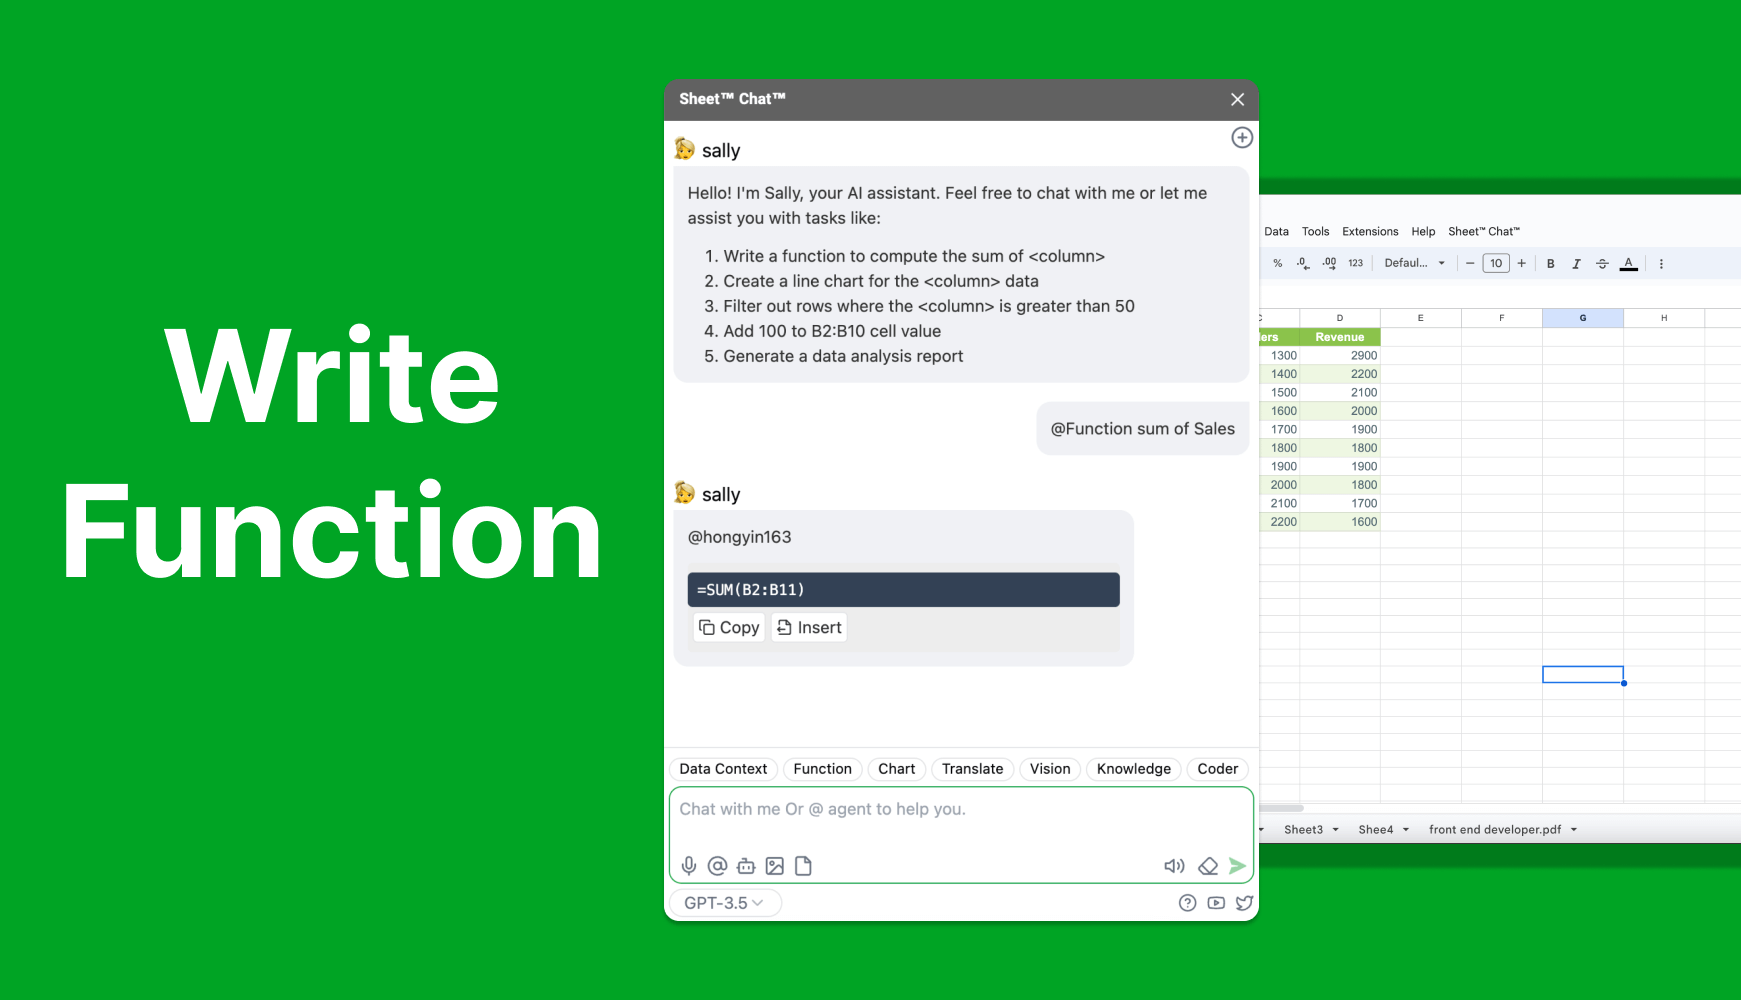 Write
Function
Sheet™ Chat™
sally
Hello! I'm Sally, your AI assistant. Feel free to chat with me or let me
assist you with tasks like:
1. Write a function to compute the sum of <column>
2. Create a line chart for the <column> data
3. Filter out rows where the <column> is greater than 50
4. Add 100 to B2:B10 cell value
5. Generate a data analysis report
@Function sum of Sales
sally
@hongyin163
=SUM(B2:B11)
Copy Insert
Data Context Function Chart Translate Vision Knowledge Coder
Chat with me Or @ agent to help you.
GPT-3.5
Data Tools Extensions Help Sheet™ Chat™
% .0 .00 123 Defaul... − 10 + B I S A
D E F G H
ers Revenue
1300 2900
1400 2200
1500 2100
1600 2000
1700 1900
1800 1800
1900 1900
2000 1800
2100 1700
2200 1600
Sheet3 Shee4 front end developer.pdf